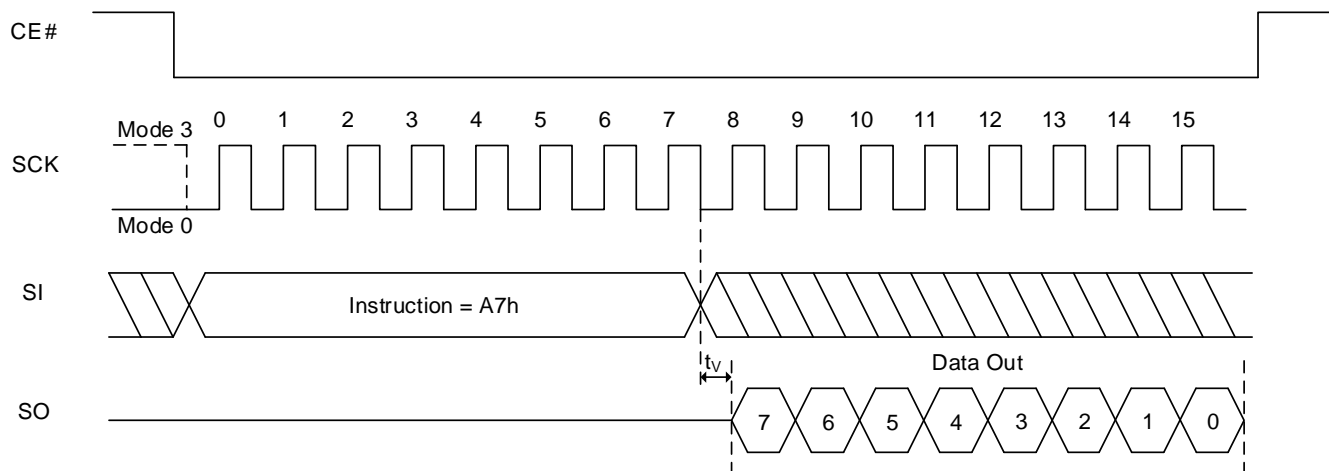 CE#
0 1 2 3 4 5 6 7 8 9 10 11 12 13 14 15
Mode 3
SCK
Mode 0
SI
Instruction = A7h
tV
Data Out
SO
7 6 5 4 3 2 1 0